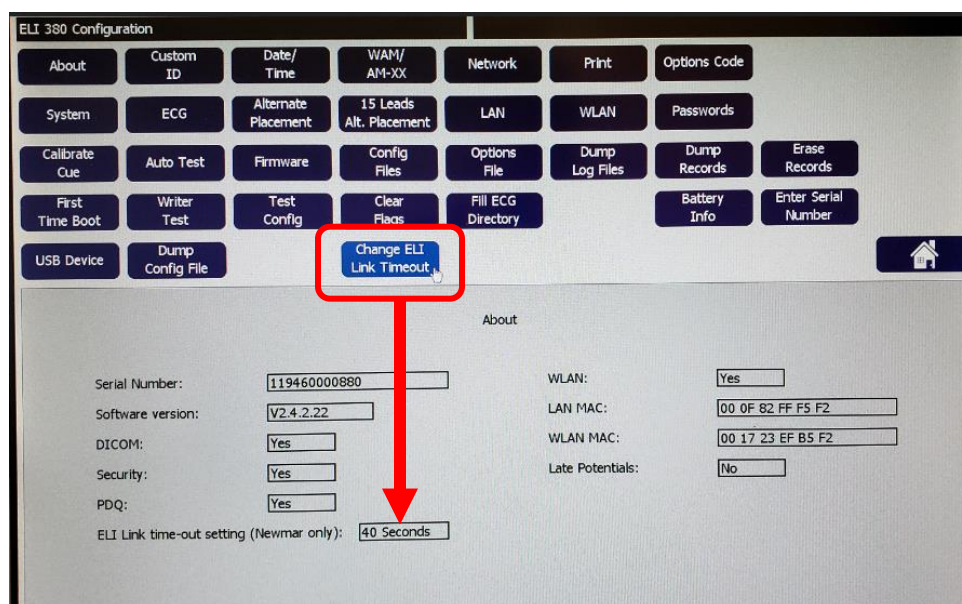 ELI 380 Configuration
About
Custom
ID
Date/
Time
WAM/
AM-XX
Network
Print
Options Code
System
ECG
Alternate
Placement
15 Leads
Alt. Placement
LAN
WLAN
Passwords
Calibrate
Cue
Auto Test
Firmware
Config
Files
Options
File
Dump
Log Files
Dump
Records
Erase
Records
First
Time Boot
Writer
Test
Test
Config
Clear
Flags
Fill ECG
Directory
Battery
Info
Enter Serial
Number
USB Device
Dump
Config File
Change ELI
Link Timeout
About
Serial Number: 119460000880
WLAN: Yes
Software version: V2.4.2.22
LAN MAC: 00 0F 82 FF F5 F2
DICOM: Yes
WLAN MAC: 00 17 23 EF B5 F2
Security: Yes
Late Potentials: No
PDQ: Yes
ELI Link time-out setting (Newmar only): 40 Seconds